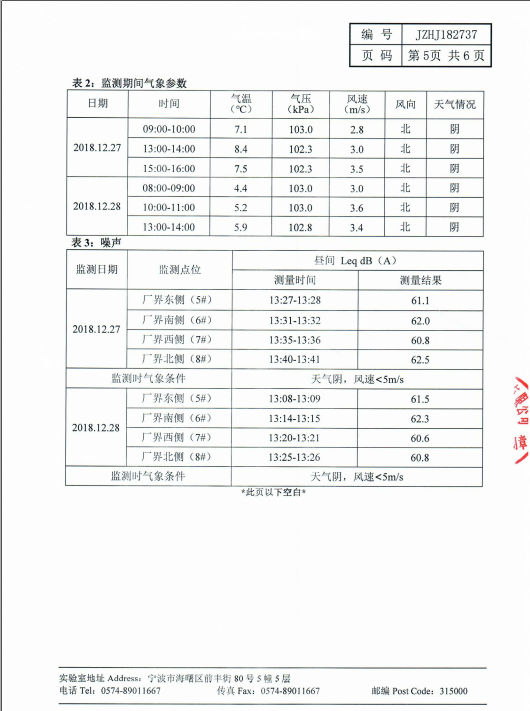 编 号 JZHJ182737
页 码 第 5页 共 6 页
表 2：监测期间气象参数
日期 时间 气温（℃） 气压（kPa） 风速（m/s） 风向 天气情况
2018.12.27 09:00-10:00 7.1 103.0 2.8 北 阴
13:00-14:00 8.4 102.3 3.0 北 阴
15:00-16:00 7.5 102.3 3.5 北 阴
2018.12.28 08:00-09:00 4.4 103.0 3.0 北 阴
10:00-11:00 5.2 103.0 3.6 北 阴
13:00-14:00 5.9 102.8 3.4 北 阴
表 3：噪声
监测日期 监测点位 昼间 Leq dB（A）
测量时间 测量结果
2018.12.27 厂界东侧（5#） 13:27-13:28 61.1
厂界南侧（6#） 13:31-13:32 62.0
厂界西侧（7#） 13:35-13:36 60.8
厂界北侧（8#） 13:40-13:41 62.5
监测时气象条件 天气阴，风速<5m/s
2018.12.28 厂界东侧（5#） 13:08-13:09 61.5
厂界南侧（6#） 13:14-13:15 62.3
厂界西侧（7#） 13:20-13:21 60.6
厂界北侧（8#） 13:25-13:26 60.8
监测时气象条件 天气阴，风速<5m/s
*此页以下空白*
实验室地址 Address：宁波市海曙区前丰街 80 号 5 幢 5 层
电话 Tel：0574-89011667 传真 Fax：0574-89011667 邮编 Post Code：315000